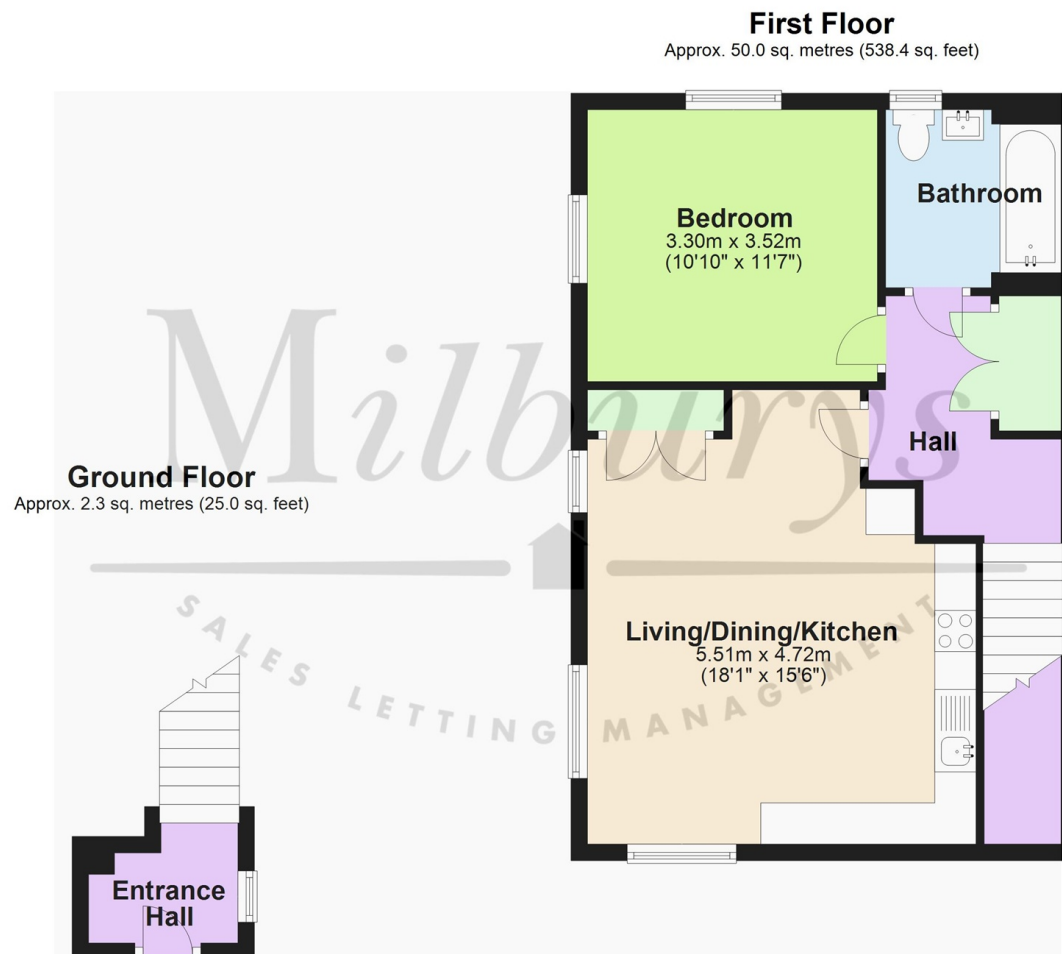 First Floor
Approx. 50.0 sq. metres (538.4 sq. feet)
Bedroom
3.30m x 3.52m
(10'10" x 11'7")
Bathroom
Hall
Milburys
SALES LETTING MANAGEMENT
Ground Floor
Approx. 2.3 sq. metres (25.0 sq. feet)
Living/Dining/Kitchen
5.51m x 4.72m
(18'1" x 15'6")
Entrance
Hall